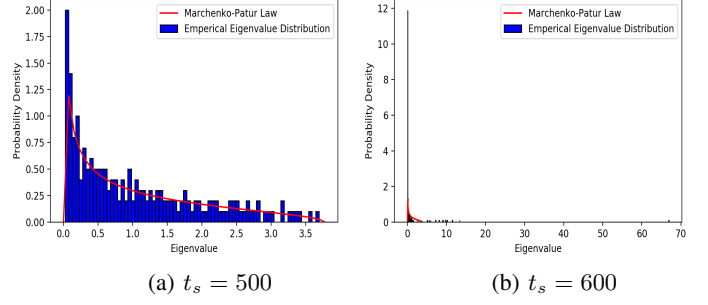 2.00
1.75
1.50
1.25
1.00
0.75
0.50
0.25
0.00
Probability Density
0.0 0.5 1.0 1.5 2.0 2.5 3.0 3.5
Eigenvalue
Marchenko-Patur Law
Emperical Eigenvalue Distribution
(a) t_s = 500
12
10
8
6
4
2
0
Probability Density
0 10 20 30 40 50 60 70
Eigenvalue
Marchenko-Patur Law
Emperical Eigenvalue Distribution
(b) t_s = 600